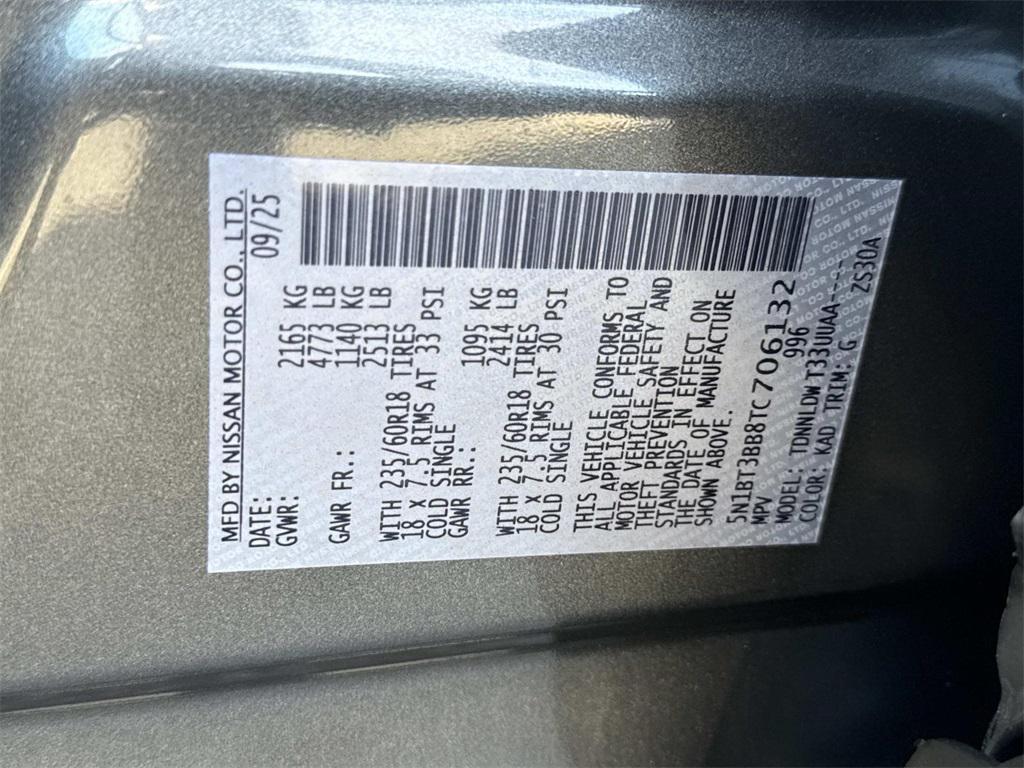 MFD BY NISSAN MOTOR CO., LTD.
DATE: 09/25
GVWR: 2165 KG
4773 LB
GAWR FR.: 1140 KG
2513 LB
WITH 235/60R18 TIRES
18 X 7.5 RIMS AT 33 PSI
COLD SINGLE
GAWR RR.: 1095 KG
2414 LB
WITH 235/60R18 TIRES
18 X 7.5 RIMS AT 30 PSI
COLD SINGLE
THIS VEHICLE CONFORMS TO
ALL APPLICABLE FEDERAL
MOTOR VEHICLE SAFETY AND
THEFT PREVENTION
STANDARDS IN EFFECT ON
THE DATE OF MANUFACTURE
SHOWN ABOVE.
5N1BT3BB8TC706132
MPV 996
MODEL: TDNNLDWT33EUUAA-----
COLOR: KAD TRIM: G ZS30A